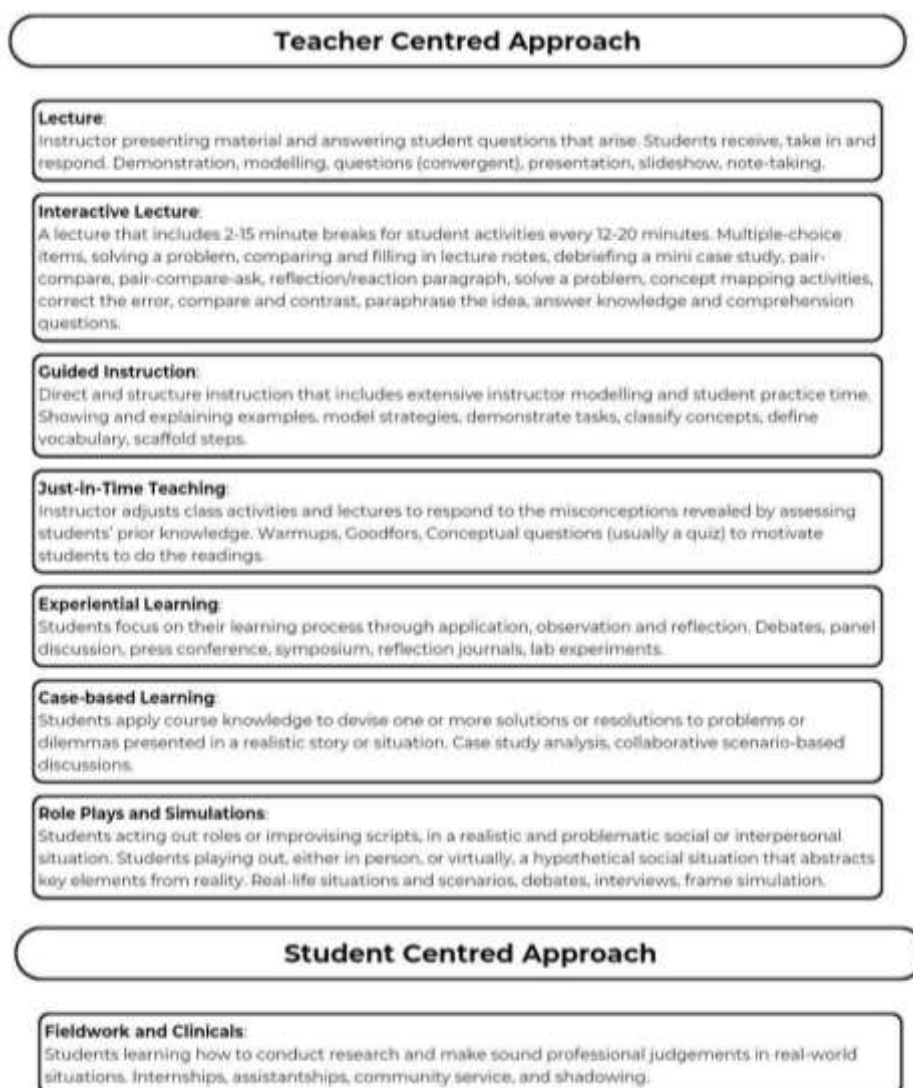 Teacher Centred Approach
Lecture:
Instructor presenting material and answering student questions that arise. Students receive, take in and
respond. Demonstration, modelling, questions (convergent), presentation, slideshow, note-taking.
Interactive Lecture:
A lecture that includes 2-15 minute breaks for student activities every 12-20 minutes. Multiple-choice
items, solving a problem, comparing and filling in lecture notes, debriefing a mini case study, pair-
compare, pair-compare-ask, reflection/reaction paragraph, solve a problem, concept mapping activities,
correct the error, compare and contrast, paraphrase the idea, answer knowledge and comprehension
questions.
Guided Instruction:
Direct and structure instruction that includes extensive instructor modelling and student practice time.
Showing and explaining examples, model strategies, demonstrate tasks, classify concepts, define
vocabulary, scaffold steps.
Just-in-Time Teaching:
Instructor adjusts class activities and lectures to respond to the misconceptions revealed by assessing
students' prior knowledge. Warmups, Goodfors, Conceptual questions (usually a quiz) to motivate
students to do the readings.
Experiential Learning:
Students focus on their learning process through application, observation and reflection. Debates, panel
discussion, press conference, symposium, reflection journals, lab experiments.
Case-based Learning:
Students apply course knowledge to devise one or more solutions or resolutions to problems or
dilemmas presented in a realistic story or situation. Case study analysis, collaborative scenario-based
discussions.
Role Plays and Simulations:
Students acting out roles or improvising scripts, in a realistic and problematic social or interpersonal
situation. Students playing out, either in person, or virtually, a hypothetical social situation that abstracts
key elements from reality. Real-life situations and scenarios, debates, interviews, frame simulation.
Student Centred Approach
Fieldwork and Clinicals:
Students learning how to conduct research and make sound professional judgements in real-world
situations. Internships, assistantships, community service, and shadowing.